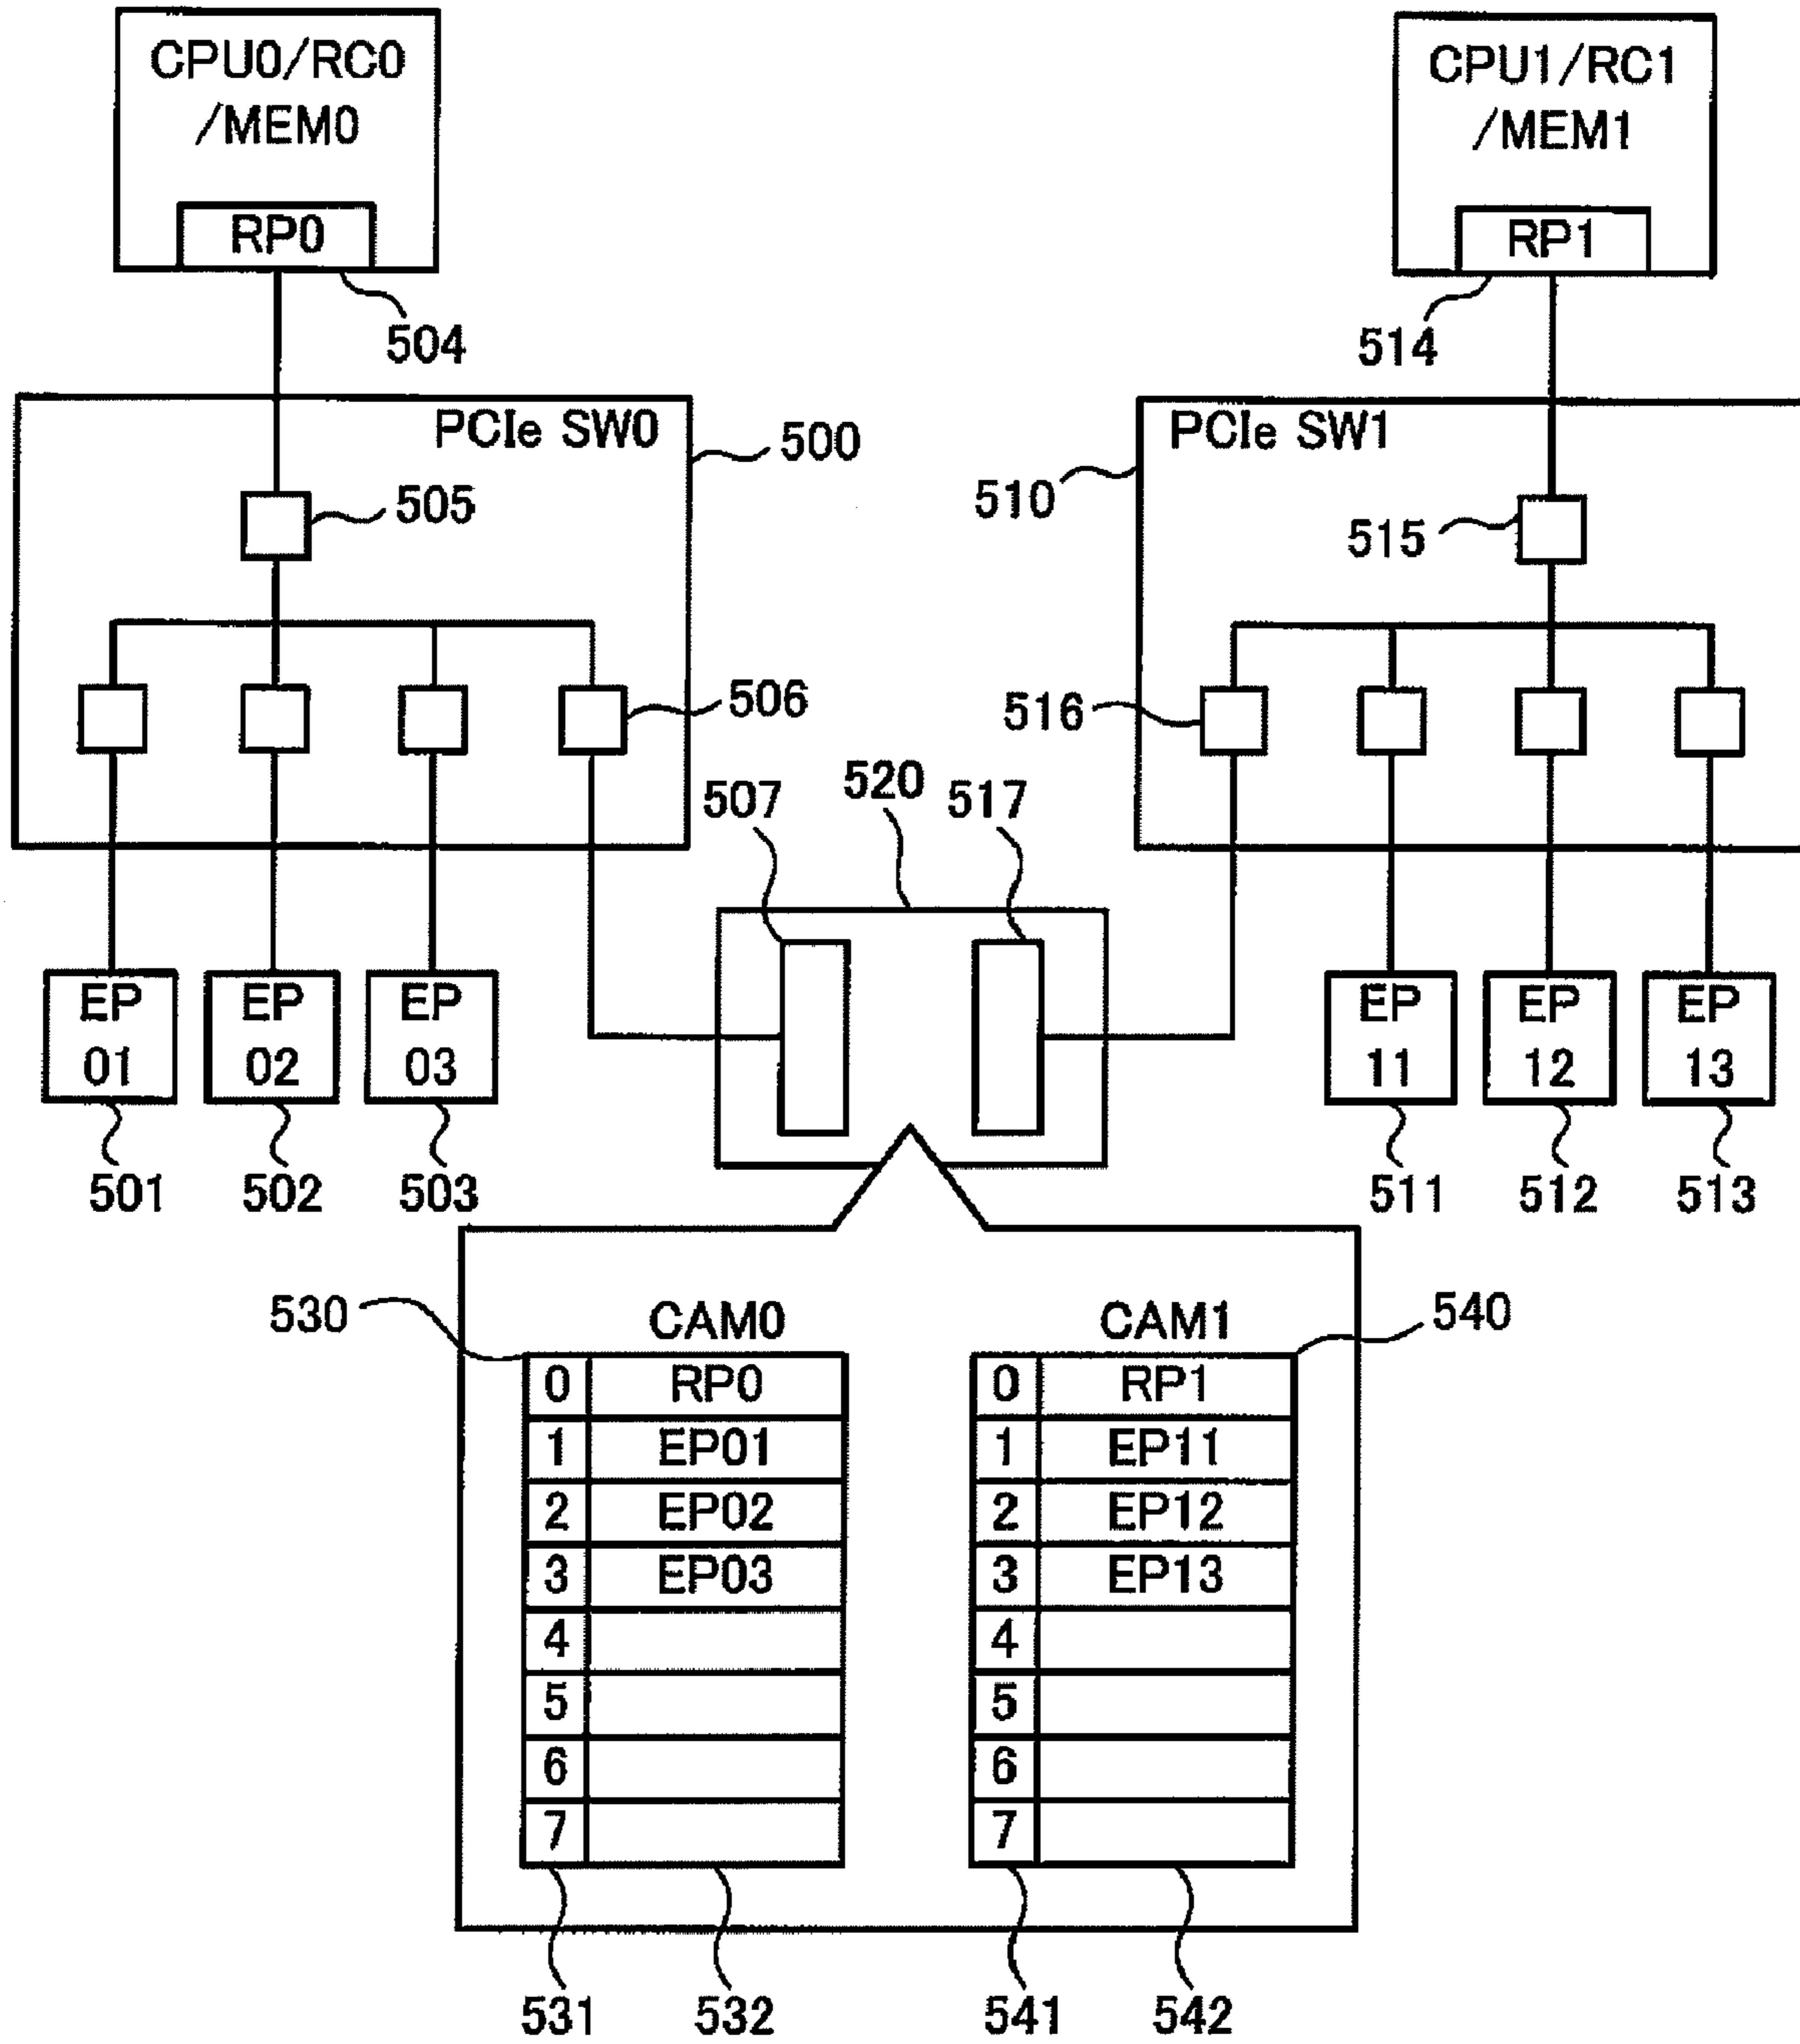 CPU0/RC0
/MEM0
RP0
504
CPU1/RC1
/MEM1
RP1
514
PCIe SW0
500
505
506
PCIe SW1
510
515
516
507
520
517
EP
01
EP
02
EP
03
501
502
503
EP
11
EP
12
EP
13
511
512
513
530
CAM0
0 RP0
1 EP01
2 EP02
3 EP03
4
5
6
7
531
532
CAM1
540
0 RP1
1 EP11
2 EP12
3 EP13
4
5
6
7
541
542